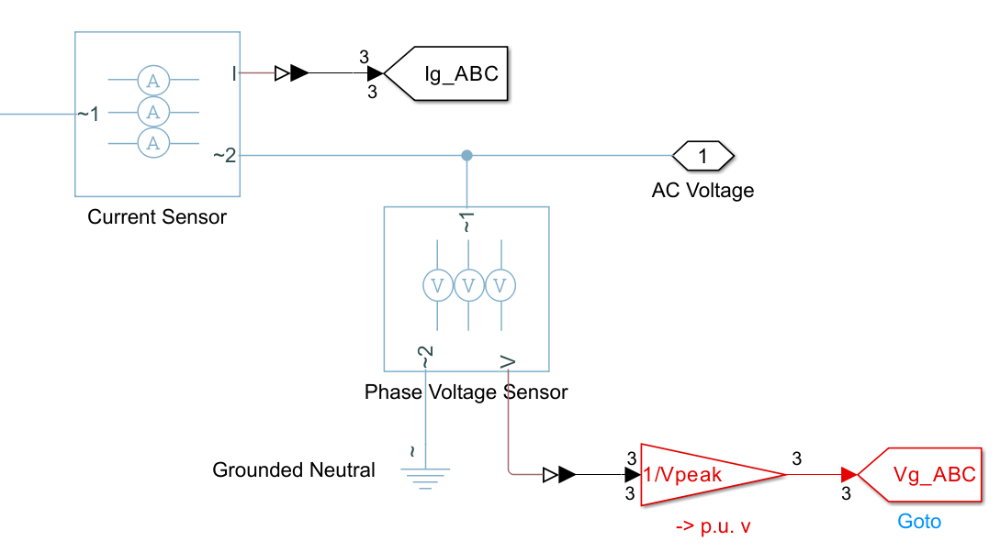 3
Ig_ABC
3
I
A
A
A
~1
~2
1
Current Sensor
AC Voltage
~1
V V V
~2
V
Phase Voltage Sensor
~
Grounded Neutral
3
1/Vpeak
3
3
Vg_ABC
3
-> p.u. v
Goto